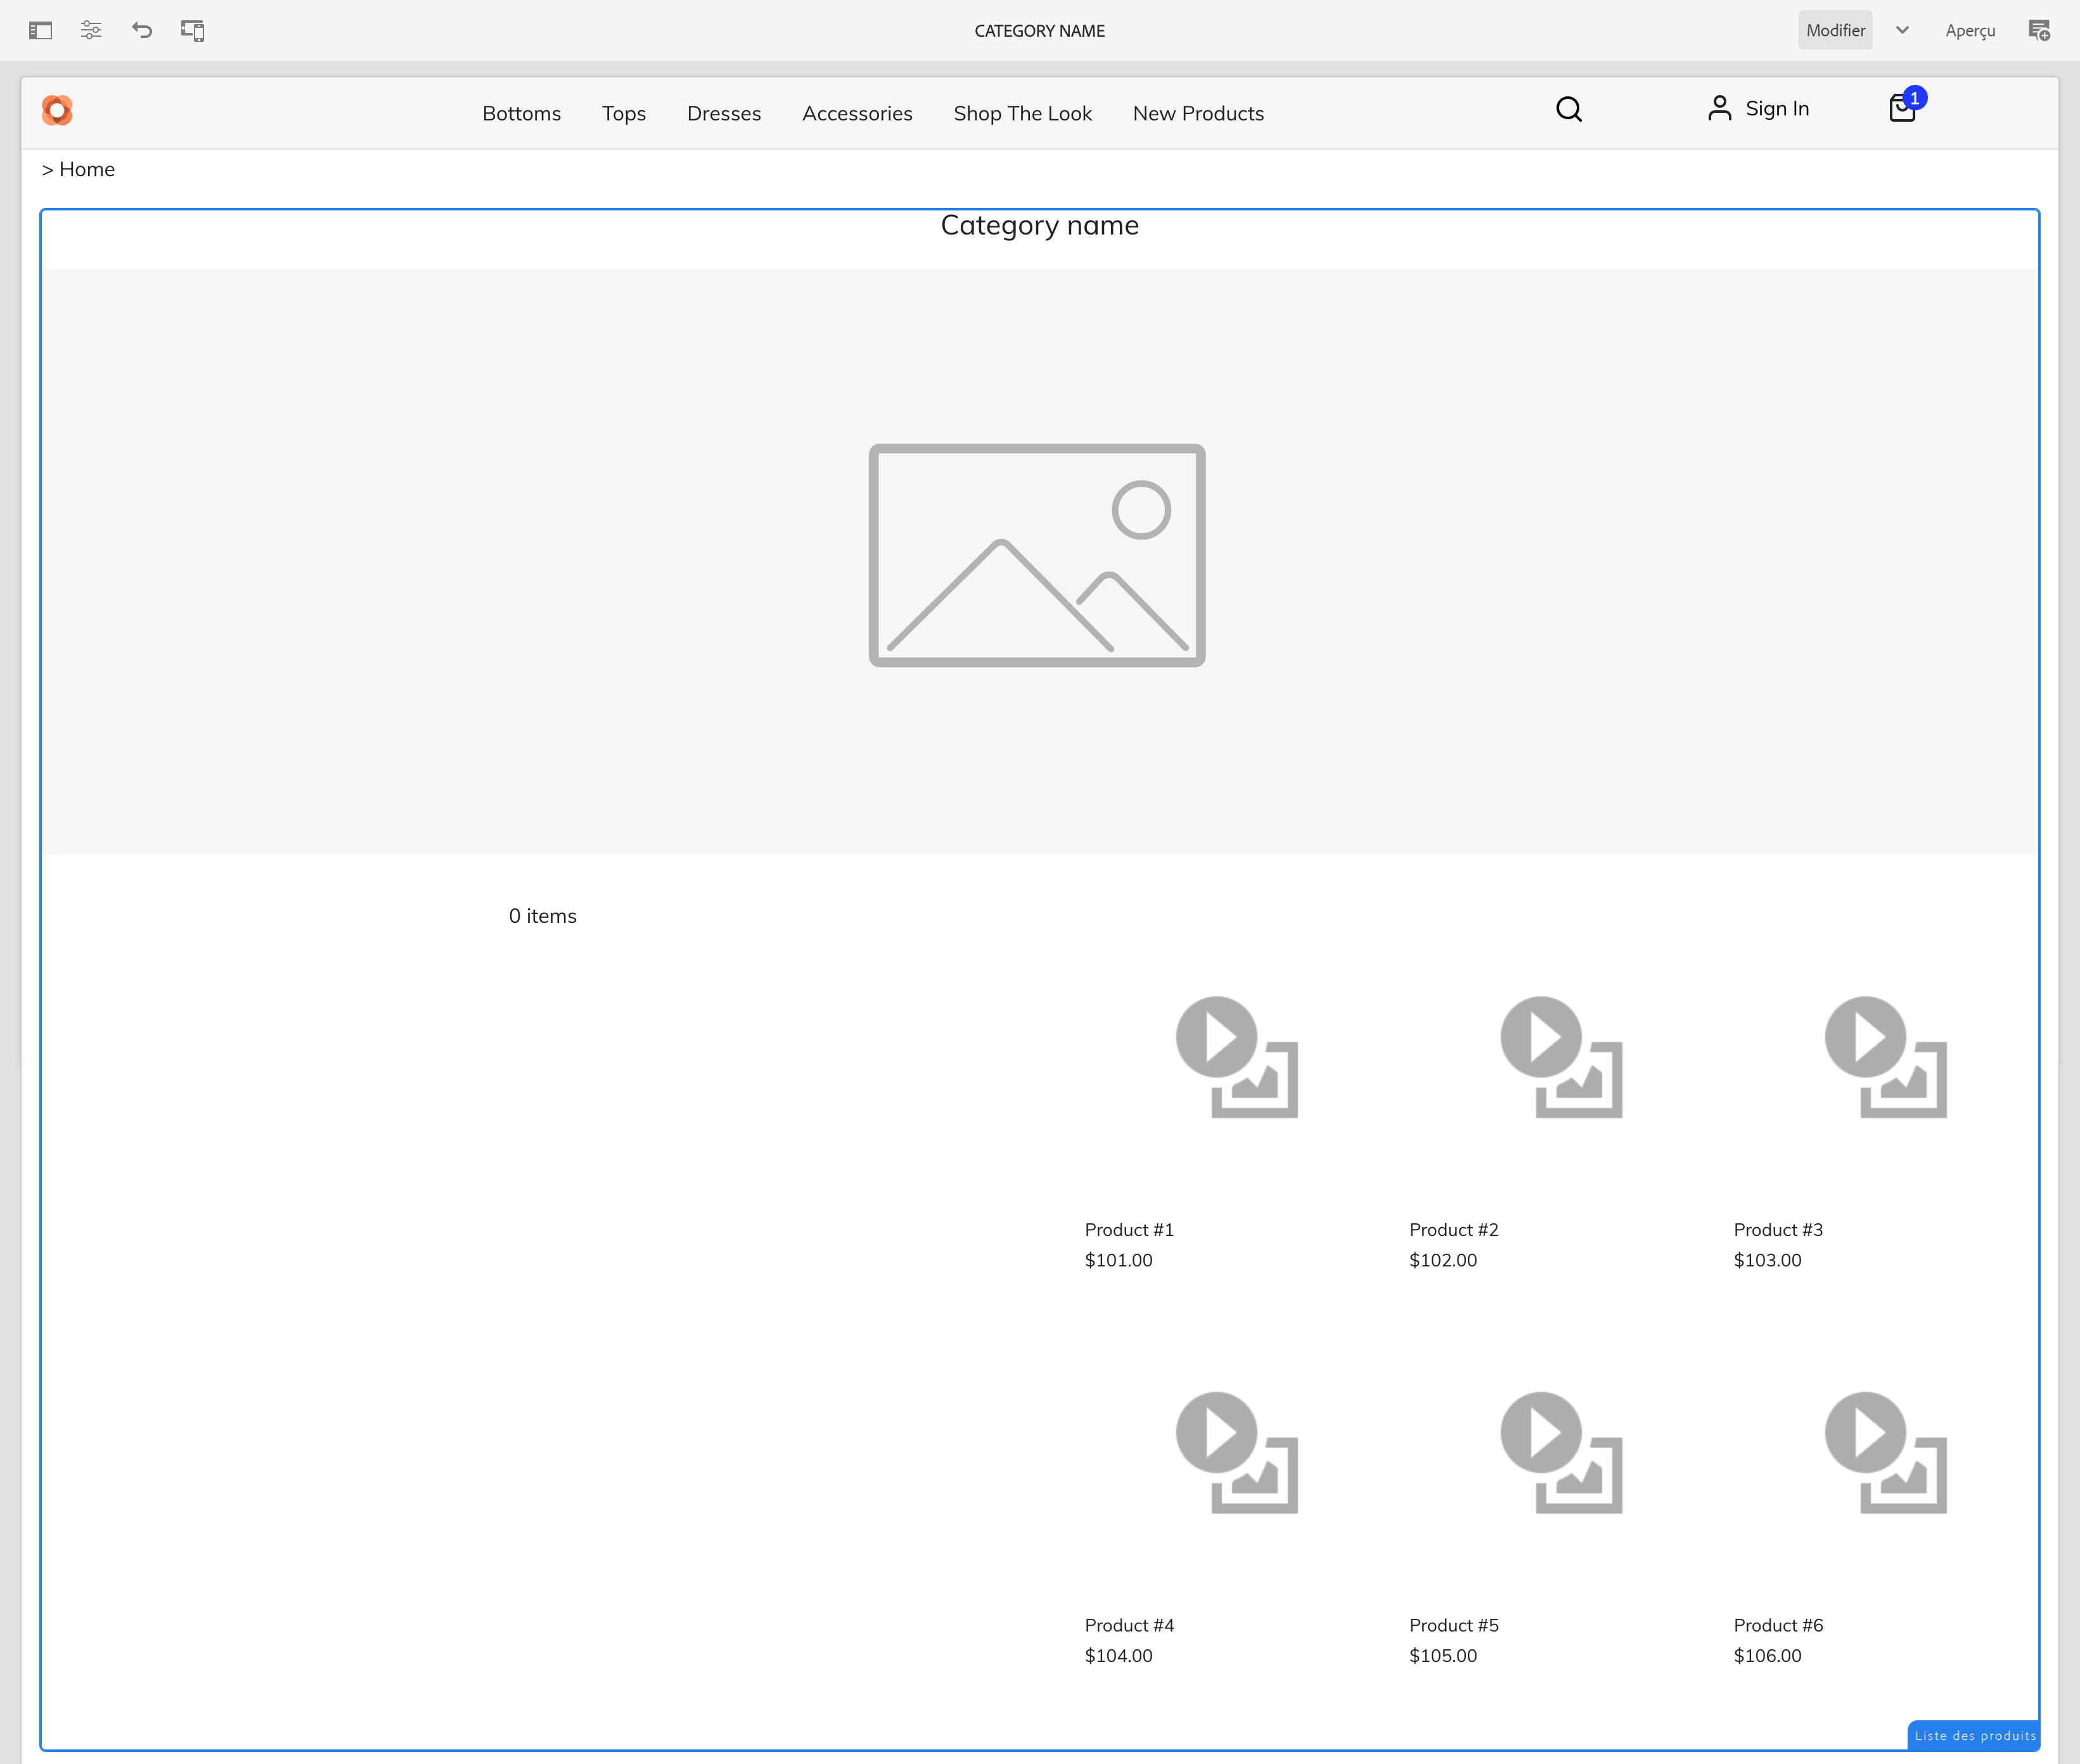 CATEGORY NAME
Modifier
Aperçu
Bottoms Tops Dresses Accessories Shop The Look New Products
Sign In
1
> Home
Category name
0 items
Product #1
$101.00
Product #2
$102.00
Product #3
$103.00
Product #4
$104.00
Product #5
$105.00
Product #6
$106.00
Liste des produits